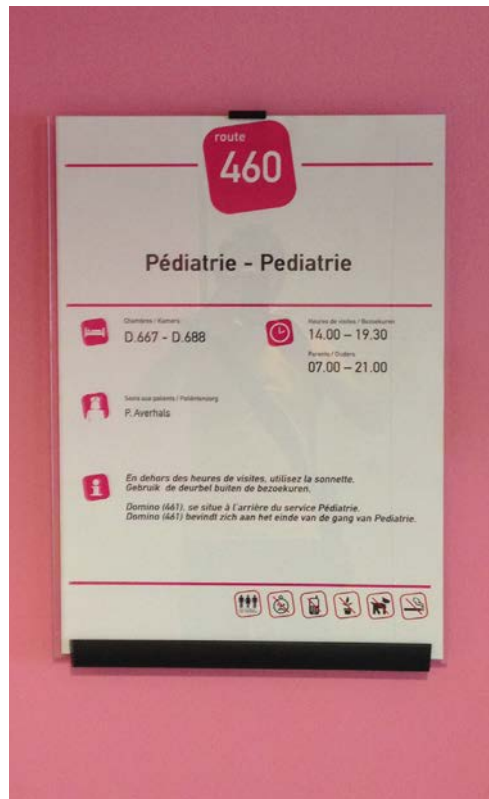 route
460
Pédiatrie - Pediatrie
Chambres / Kamers
D.667 - D.688
Heures de visites / Bezoekuren
14.00 – 19.30
Parents / Ouders
07.00 – 21.00
Soins aux patients / Patiëntenzorg
P. Averhals
En dehors des heures de visites, utilisez la sonnette.
Gebruik de deurbel buiten de bezoekuren.
Domino (461), se situe à l'arrière du service Pédiatrie.
Domino (461) bevindt zich aan het einde van de gang van Pediatrie.